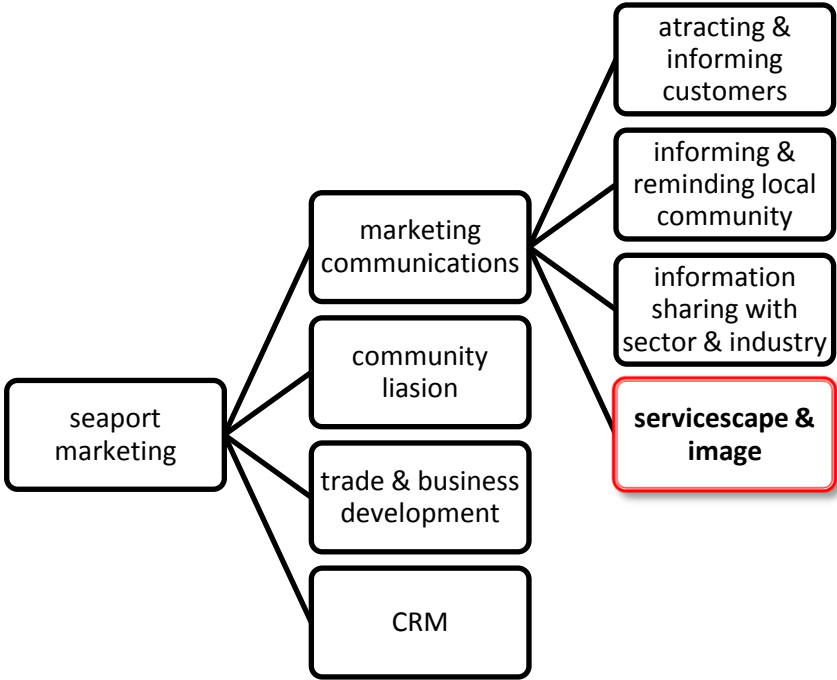 seaport
marketing
marketing
communications
community
liasion
trade & business
development
CRM
atracting &
informing
customers
informing &
reminding local
community
information
sharing with
sector & industry
servicescape &
image